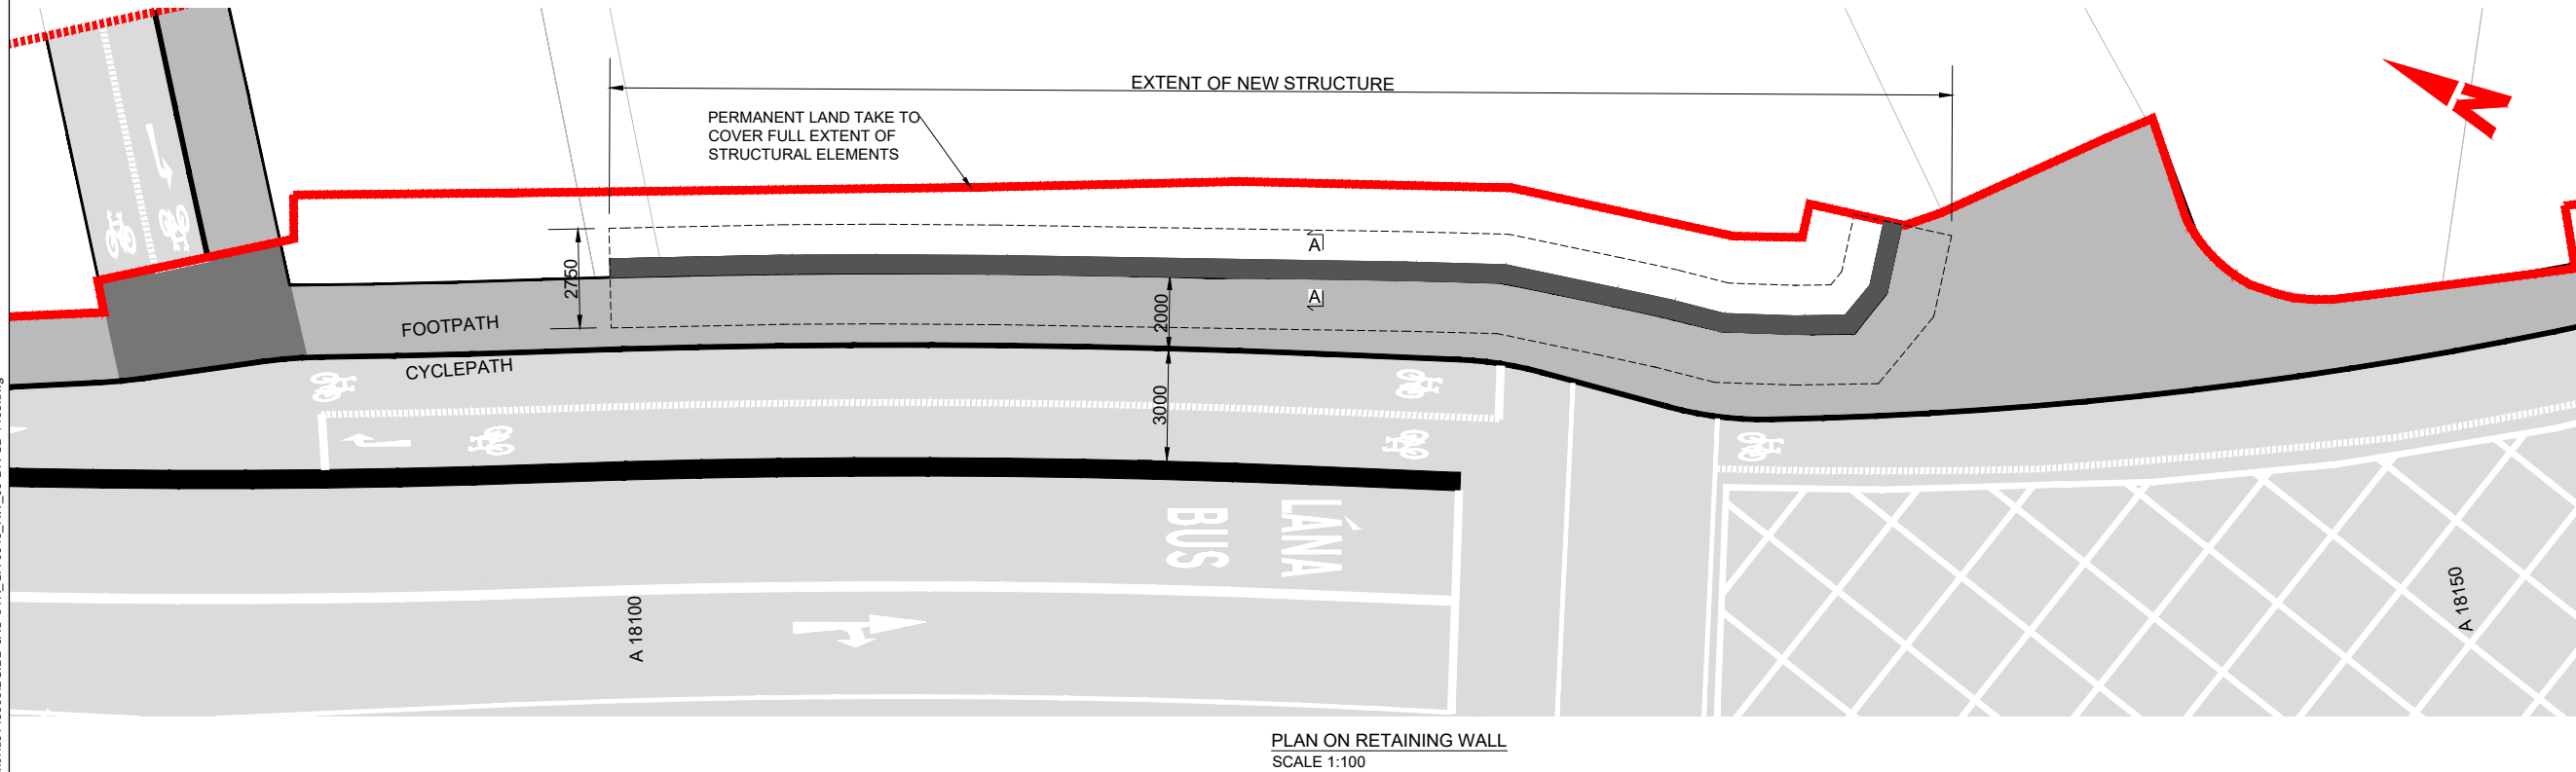 EXTENT OF NEW STRUCTURE
PERMANENT LAND TAKE TO
COVER FULL EXTENT OF
STRUCTURAL ELEMENTS
N
A
A
2750
2000
3000
FOOTPATH
CYCLEPATH
LÁNA
BUS
A 18100
A 18150
PLAN ON RETAINING WALL
SCALE 1:100